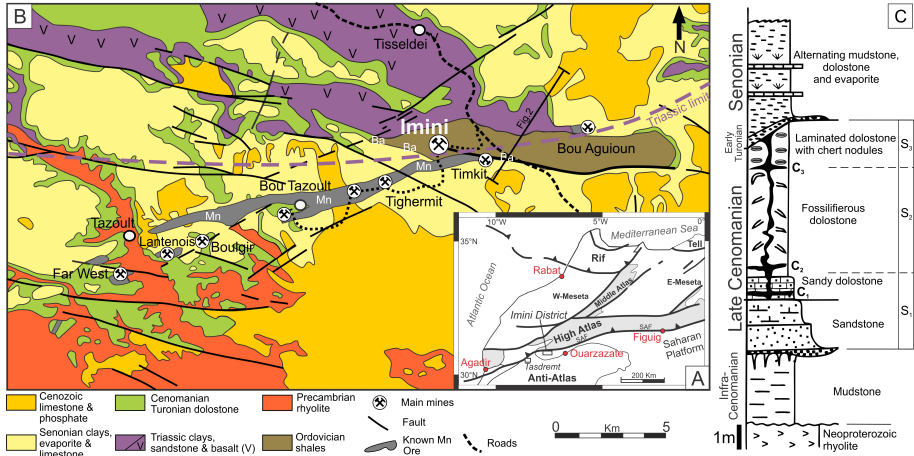 B
V
V
V
V
V
Tisseldei
N
Imini
Fig.2
Triassic limit
Ba
Ba
Ba
Bou Aguioun
Mn
Timkit
Bou Tazoult
Tighermit
Mn
Tazoult
Lantenois
Bougir
Far West
10°W
5°W
0°
35°N
Mediterranean Sea
Tell
Rif
Rabat
Atlantic Ocean
W-Meseta
Middle Atlas
E-Meseta
Imini District
High Atlas
SAF
SAF
Figuig
Saharan
Platform
Agadir
Ouarzazate
Tasdremt
30°N
Anti-Atlas
200 Km
A
Cenozoic
limestone &
phosphate
Cenomanian
Turonian dolostone
Precambrian
rhyolite
Main mines
Fault
Senonian clays,
evaporite &
limestone
V
Triassic clays,
sandstone & basalt (V)
Ordovician
shales
Known Mn
Ore
Roads
0 Km 5
C
Senonian
Alternating mudstone,
dolostone
and evaporite
Early
Turonian
Laminated dolostone
with chert nodules
S3
C3
Late Cenomanian
Fossilifierous
dolostone
S2
C2
Sandy dolostone
C1
S1
Sandstone
Infra-
Cenomanian
Mudstone
1m
Neoproterozoic
rhyolite